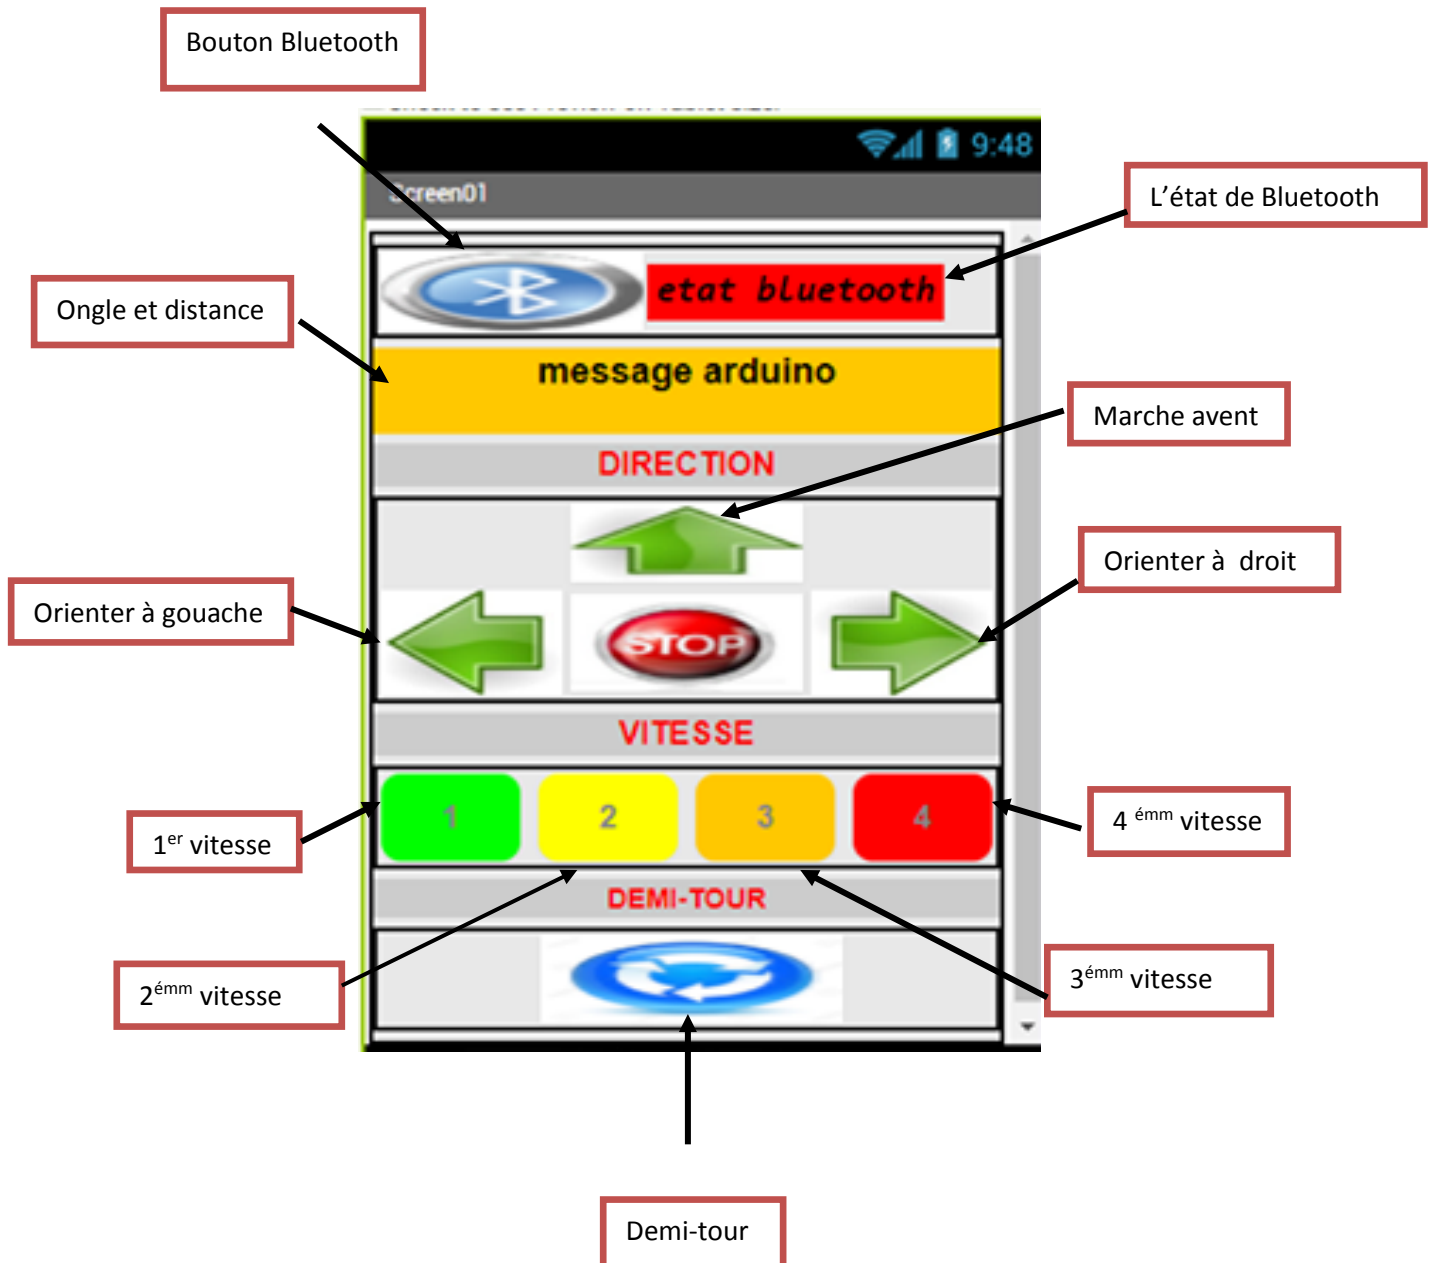 Bouton Bluetooth
9:48
Screen01
L’état de Bluetooth
etat bluetooth
Ongle et distance
message arduino
Marche avent
DIRECTION
Orienter à droit
Orienter à gouache
STOP
VITESSE
1 2 3 4
1er vitesse
4 émm vitesse
DEMI-TOUR
2émm vitesse
3émm vitesse
Demi-tour